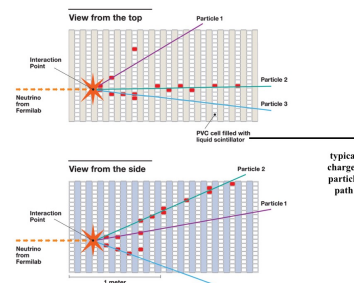 View from the top
Particle 1
Interaction
Point
Particle 2
Neutrino
from
Fermilab
Particle 3
PVC cell filled with
liquid scintillator
typica
charge
particl
path
View from the side
Particle 2
Particle 1
Interaction
Point
Neutrino
from
Fermilab
1 meter